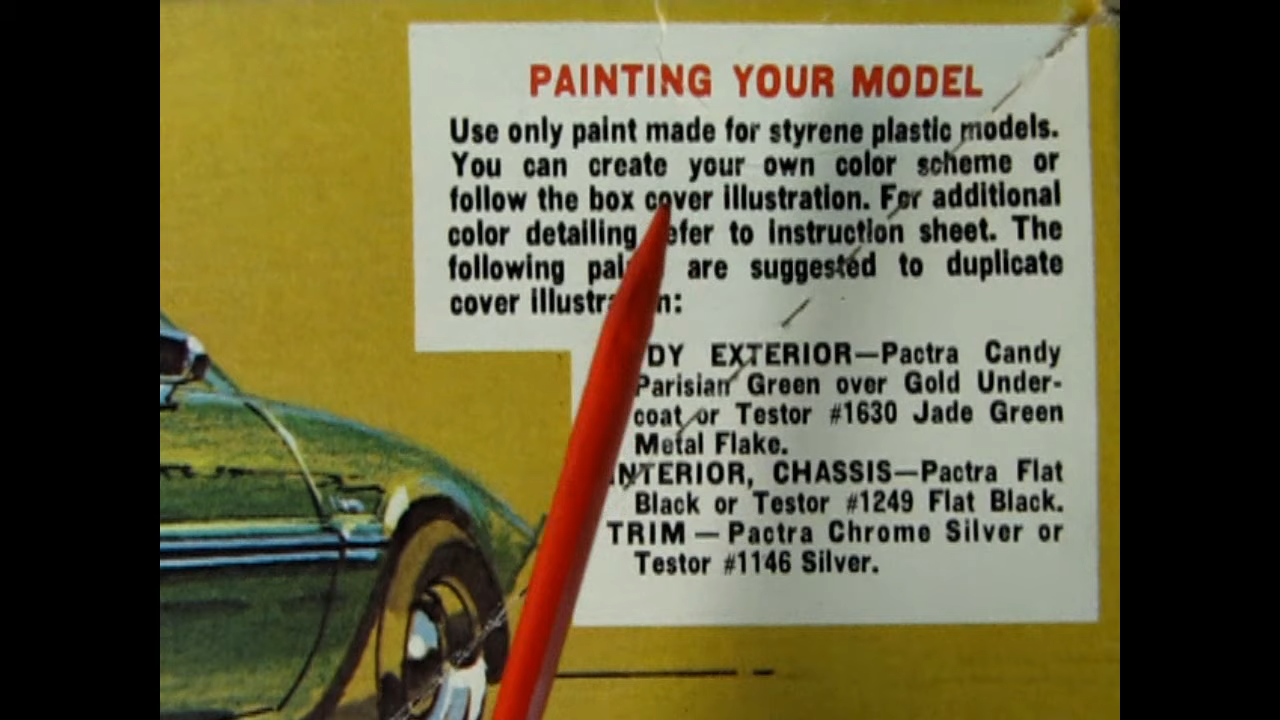 PAINTING YOUR MODEL
Use only paint made for styrene plastic models.
You can create your own color scheme or
follow the box cover illustration. For additional
color detailing efer to instruction sheet. The
following pai are suggested to duplicate
cover illustra n:
DY EXTERIOR—Pactra Candy
Parisian Green over Gold Under-
coat or Testor #1630 Jade Green
Metal Flake.
INTERIOR, CHASSIS—Pactra Flat
Black or Testor #1249 Flat Black.
TRIM — Pactra Chrome Silver or
Testor #1146 Silver.